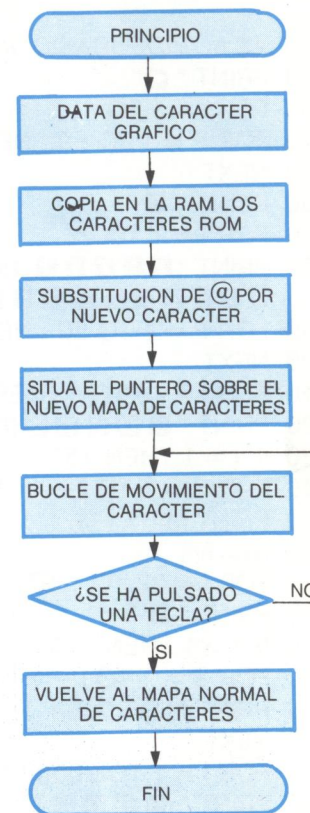 PRINCIPIO
DATA DEL CARACTER
GRAFICO
COPIA EN LA RAM LOS
CARACTERES ROM
SUBSTITUCION DE @ POR
NUEVO CARACTER
SITUA EL PUNTERO SOBRE EL
NUEVO MAPA DE CARACTERES
BUCLE DE MOVIMIENTO DEL
CARACTER
¿SE HA PULSADO
UNA TECLA?
NO
SI
VUELVE AL MAPA NORMAL
DE CARACTERES
FIN